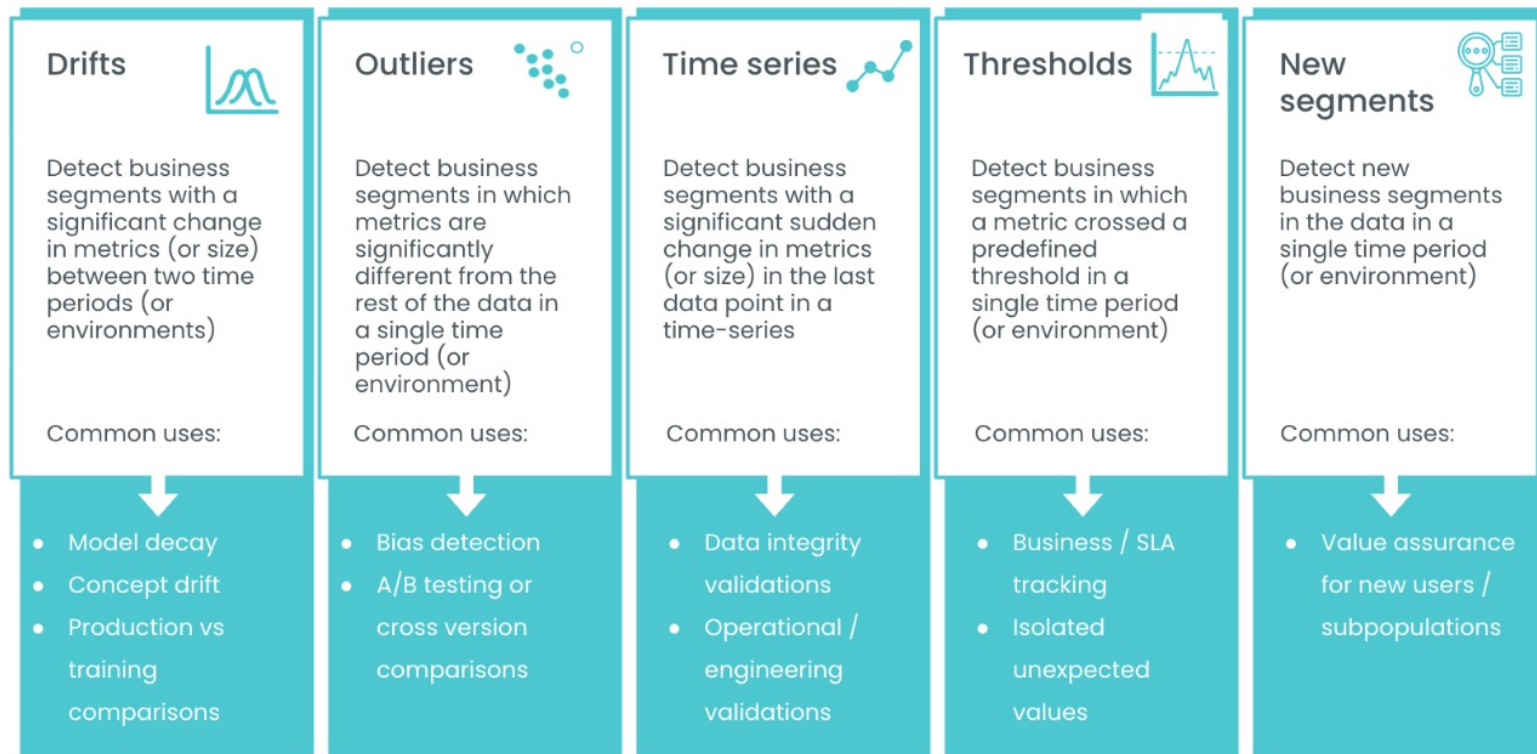 Drifts
Detect business
segments with a
significant change
in metrics (or size)
between two time
periods (or
environments)
Common uses:
● Model decay
● Concept drift
● Production vs
training
comparisons
Outliers
Detect business
segments in which
metrics are
significantly
different from the
rest of the data in
a single time
period (or
environment)
Common uses:
● Bias detection
● A/B testing or
cross version
comparisons
Time series
Detect business
segments with a
significant sudden
change in metrics
(or size) in the last
data point in a
time-series
Common uses:
● Data integrity
validations
● Operational /
engineering
validations
Thresholds
Detect business
segments in which
a metric crossed a
predefined
threshold in a
single time period
(or environment)
Common uses:
● Business / SLA
tracking
● Isolated
unexpected
values
New
segments
Detect new
business segments
in the data in a
single time period
(or environment)
Common uses:
● Value assurance
for new users /
subpopulations